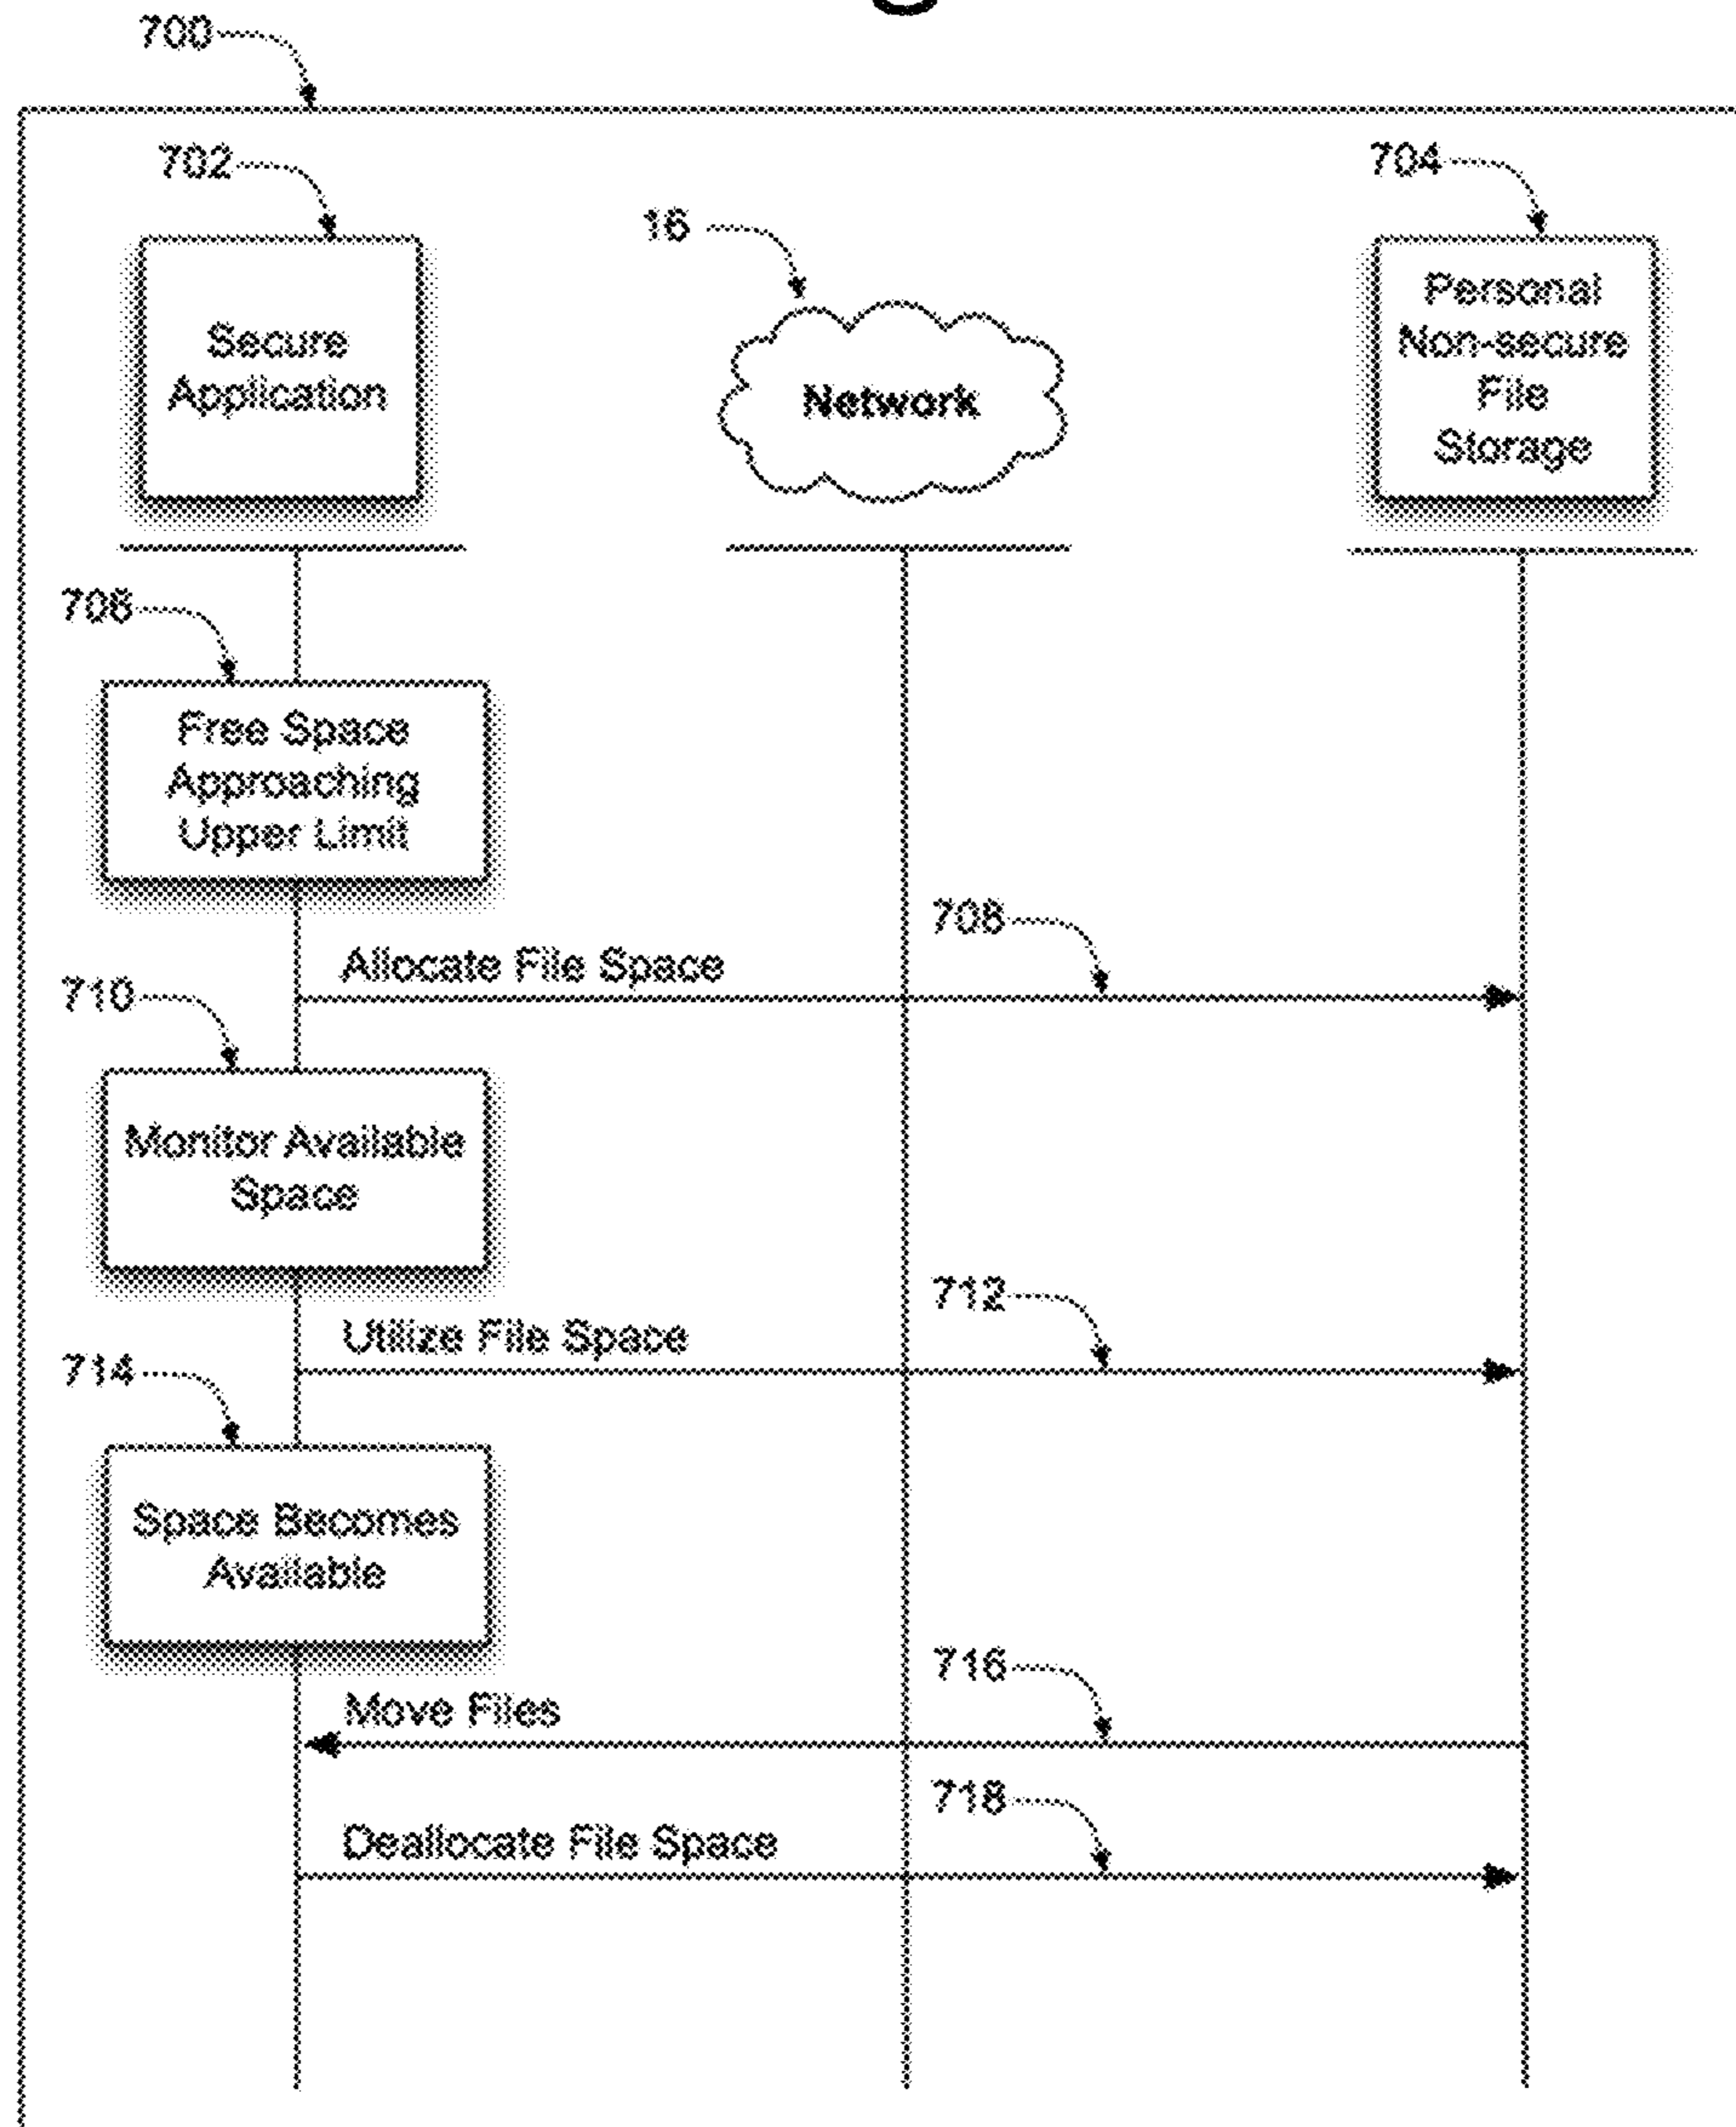 700
702
704
16
Secure
Application
Network
Personal
Non-secure
File
Storage
706
Free Space
Approaching
Upper Limit
708
Allocate File Space
710
Monitor Available
Space
712
Utilize File Space
714
Space Becomes
Available
716
Move Files
718
Deallocate File Space